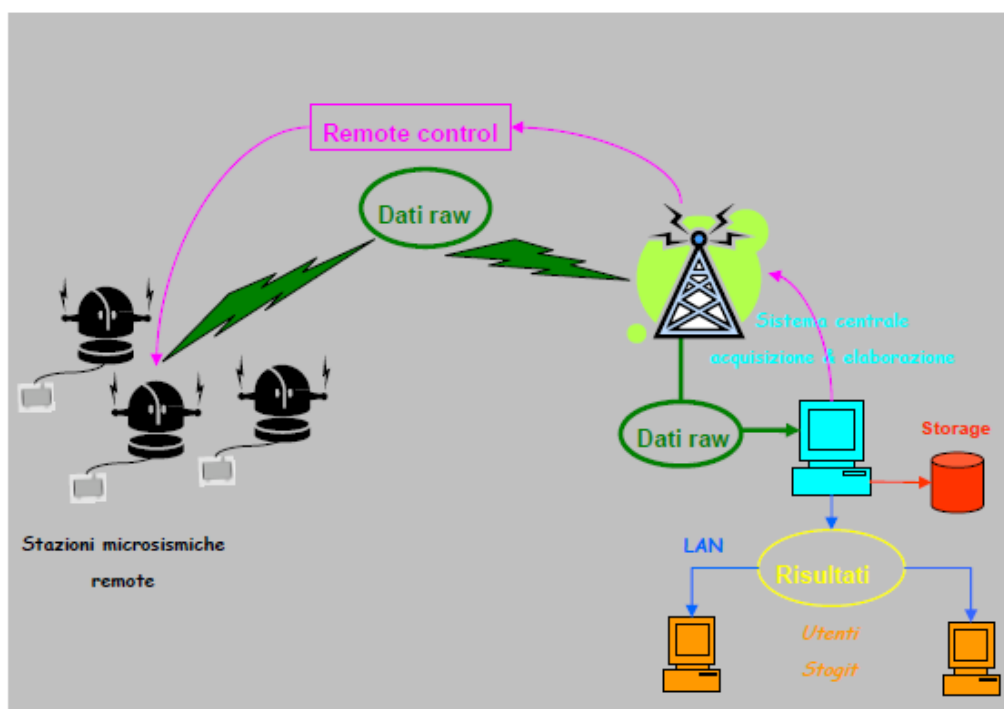 Remote control
Dati raw
Sistema centrale
acquisizione & elaborazione
Dati raw
Storage
Stazioni microsismiche
remote
LAN
Risultati
Utenti
Stogit